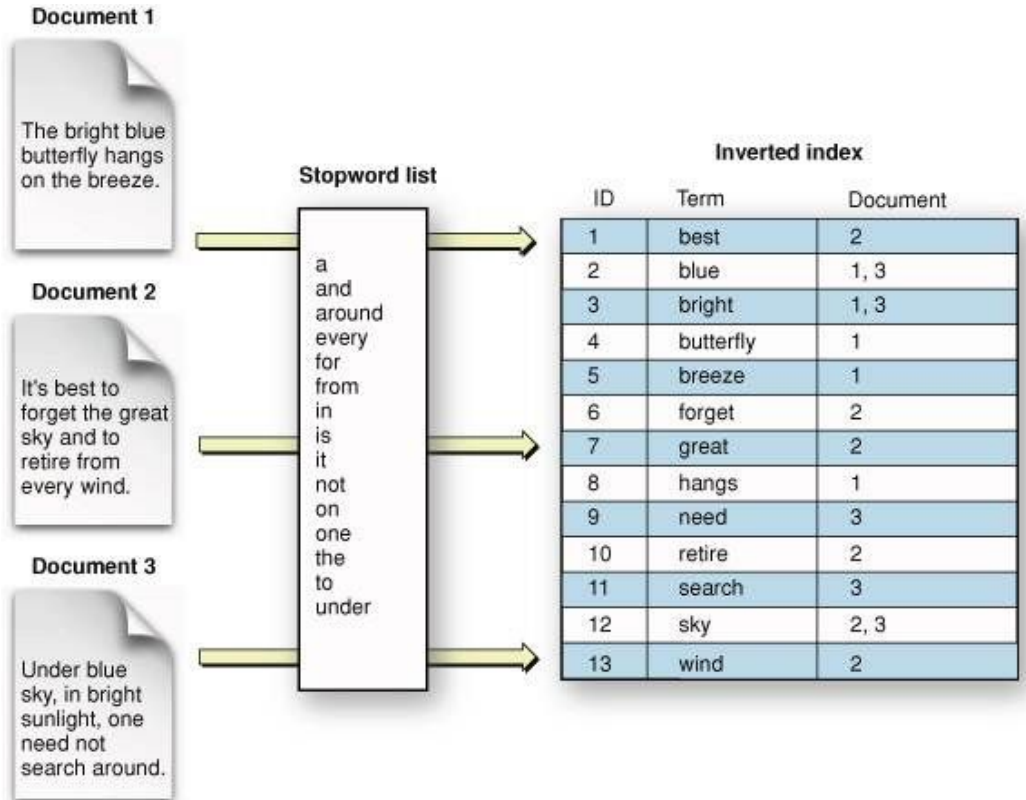 Document 1
The bright blue
butterfly hangs
on the breeze.
Document 2
It's best to
forget the great
sky and to
retire from
every wind.
Document 3
Under blue
sky, in bright
sunlight, one
need not
search around.
Stopword list
a
and
around
every
for
from
in
is
it
not
on
one
the
to
under
Inverted index
ID Term Document
1 best 2
2 blue 1, 3
3 bright 1, 3
4 butterfly 1
5 breeze 1
6 forget 2
7 great 2
8 hangs 1
9 need 3
10 retire 2
11 search 3
12 sky 2, 3
13 wind 2